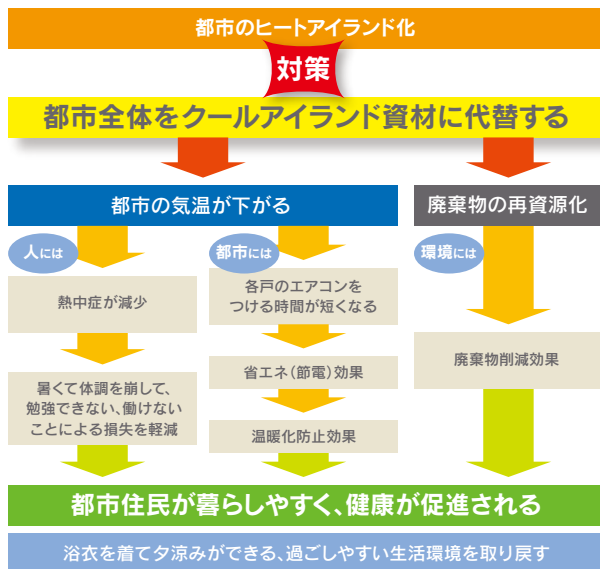 都市のヒートアイランド化
対策
都市全体をクールアイランド資材に代替する
都市の気温が下がる
廃棄物の再資源化
人には
都市には
環境には
熱中症が減少
各戸のエアコンを
つける時間が短くなる
廃棄物削減効果
暑くて体調を崩して、
勉強できない、働けない
ことによる損失を軽減
省エネ（節電）効果
温暖化防止効果
都市住民が暮らしやすく、健康が促進される
浴衣を着て夕涼みができる、過ごしやすい生活環境を取り戻す